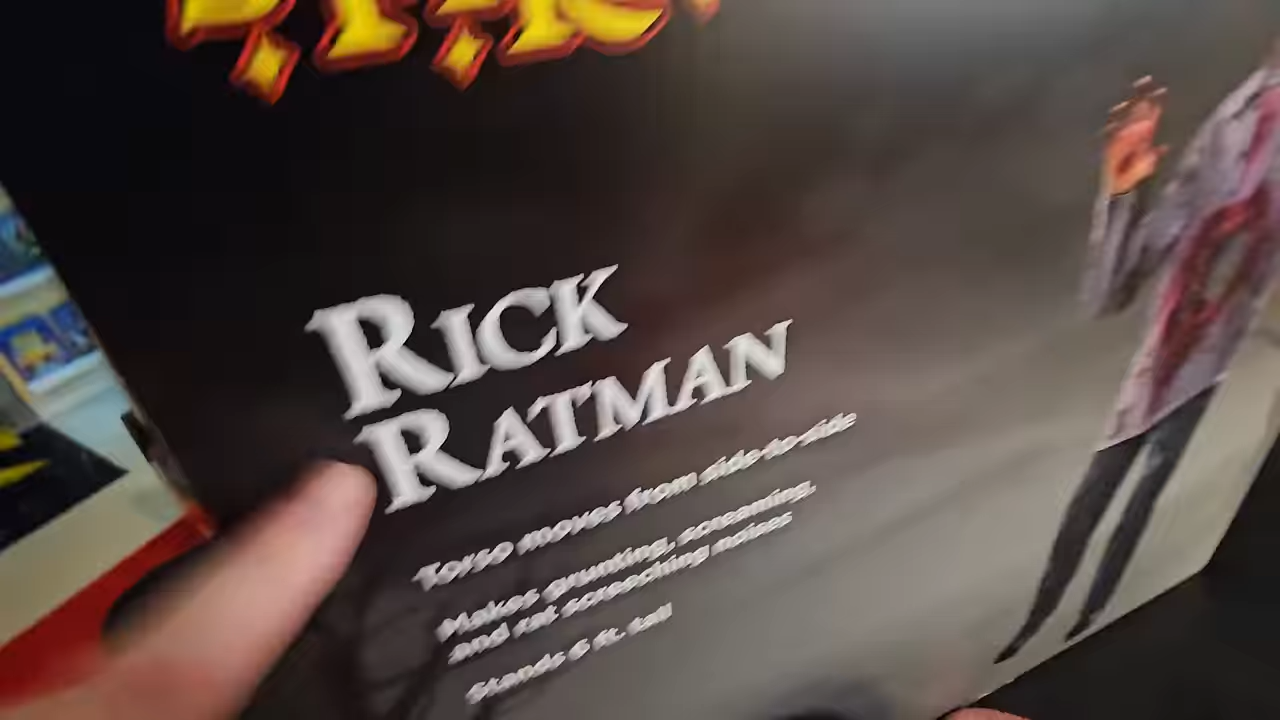 RICK
RATMAN
Torso moves from side-to-side
Makes grunting, screaming,
and rat screeching noises
Stands 6 ft. tall